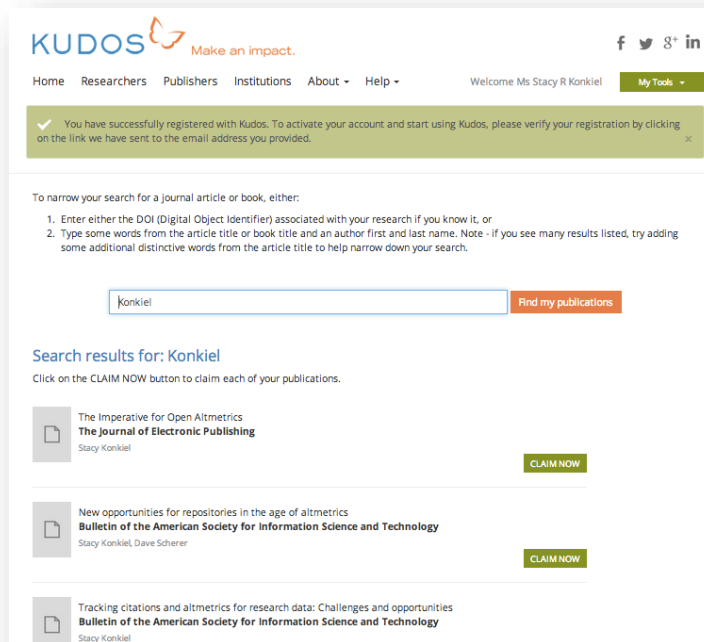 KUDOS Make an impact.
f 8+ in
Home Researchers Publishers Institutions About Help Welcome Ms Stacy R Konkiel My Tools
You have successfully registered with Kudos. To activate your account and start using Kudos, please verify your registration by clicking
on the link we have sent to the email address you provided. ×
To narrow your search for a journal article or book, either:
1. Enter either the DOI (Digital Object Identifier) associated with your research if you know it, or
2. Type some words from the article title or book title and an author first and last name. Note - if you see many results listed, try adding
some additional distinctive words from the article title to help narrow down your search.
Konkiel Find my publications
Search results for: Konkiel
Click on the CLAIM NOW button to claim each of your publications.
The Imperative for Open Altmetrics
The Journal of Electronic Publishing
Stacy Konkiel
CLAIM NOW
New opportunities for repositories in the age of altmetrics
Bulletin of the American Society for Information Science and Technology
Stacy Konkiel, Dave Scherer
CLAIM NOW
Tracking citations and altmetrics for research data: Challenges and opportunities
Bulletin of the American Society for Information Science and Technology
Stacy Konkiel